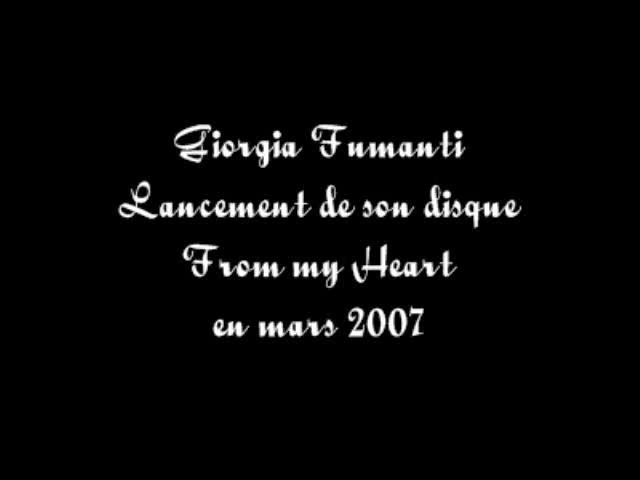 Giorgia Fumanti
Lancement de son disque
From my Heart
en mars 2007